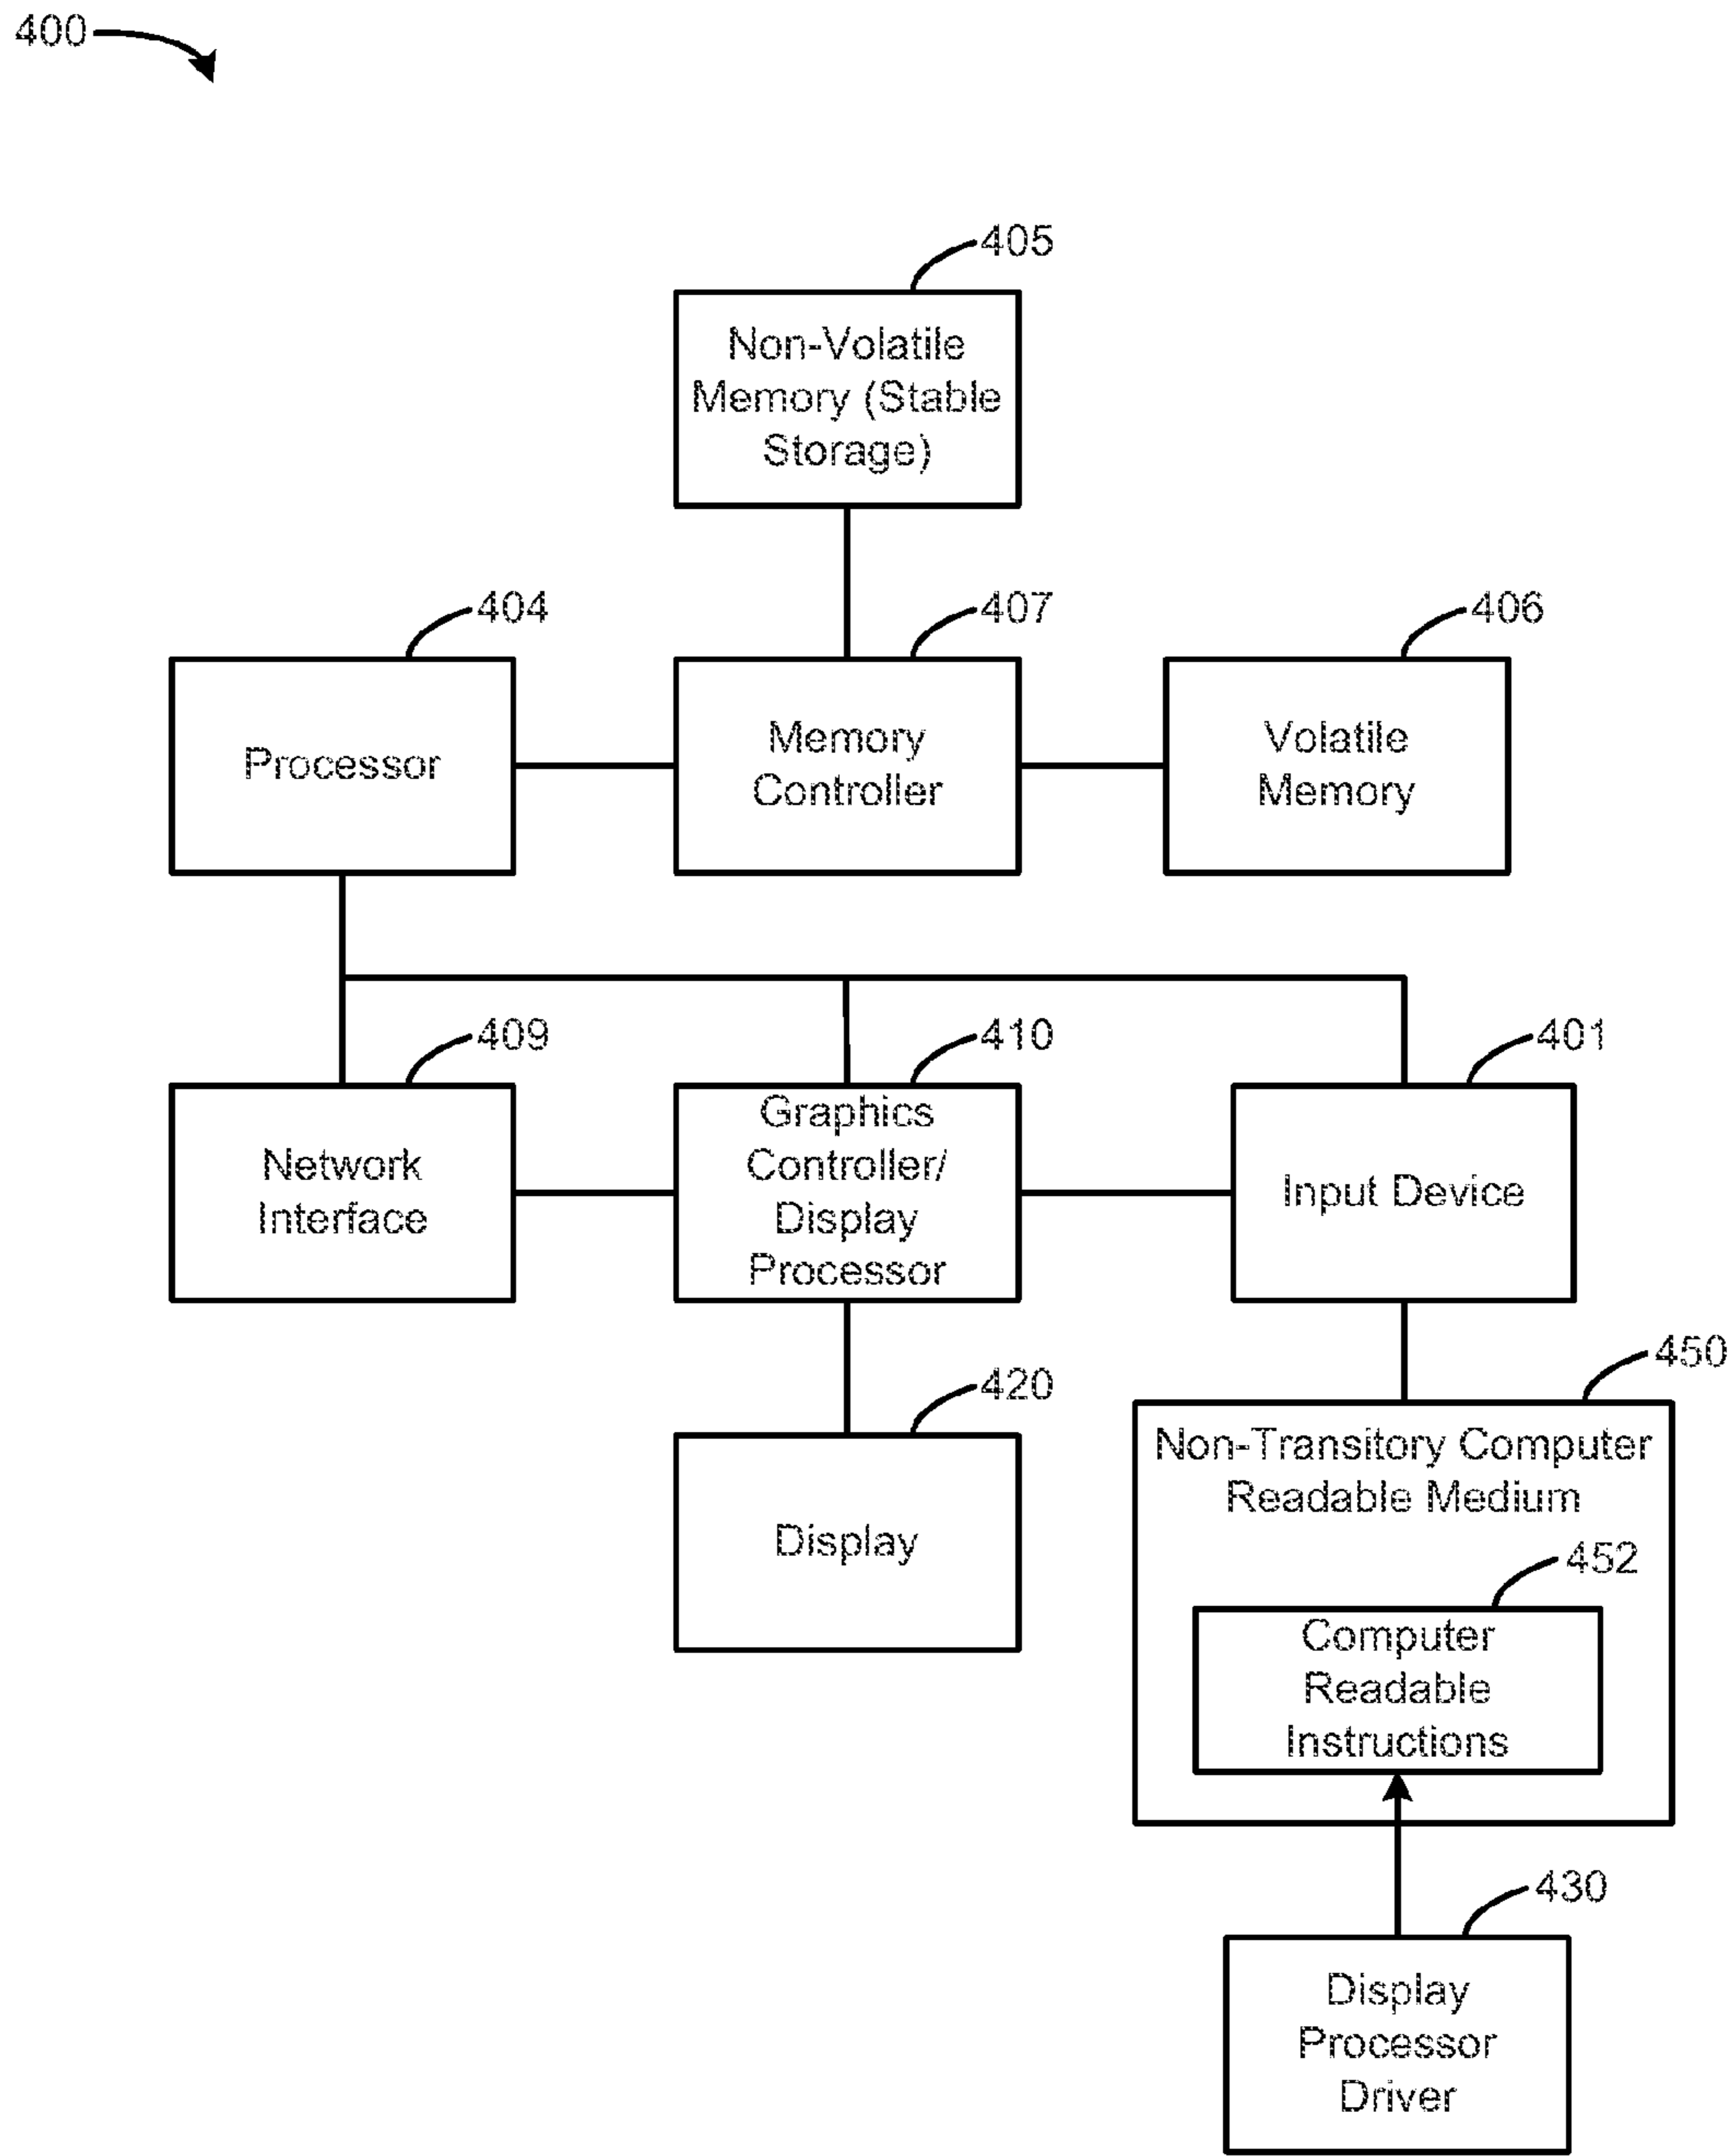 400
405
Non-Volatile
Memory (Stable
Storage)
404
407
406
Processor
Memory
Controller
Volatile
Memory
409
410
401
Network
Interface
Graphics
Controller/
Display
Processor
Input Device
450
420
Non-Transitory Computer
Readable Medium
Display
452
Computer
Readable
Instructions
430
Display
Processor
Driver